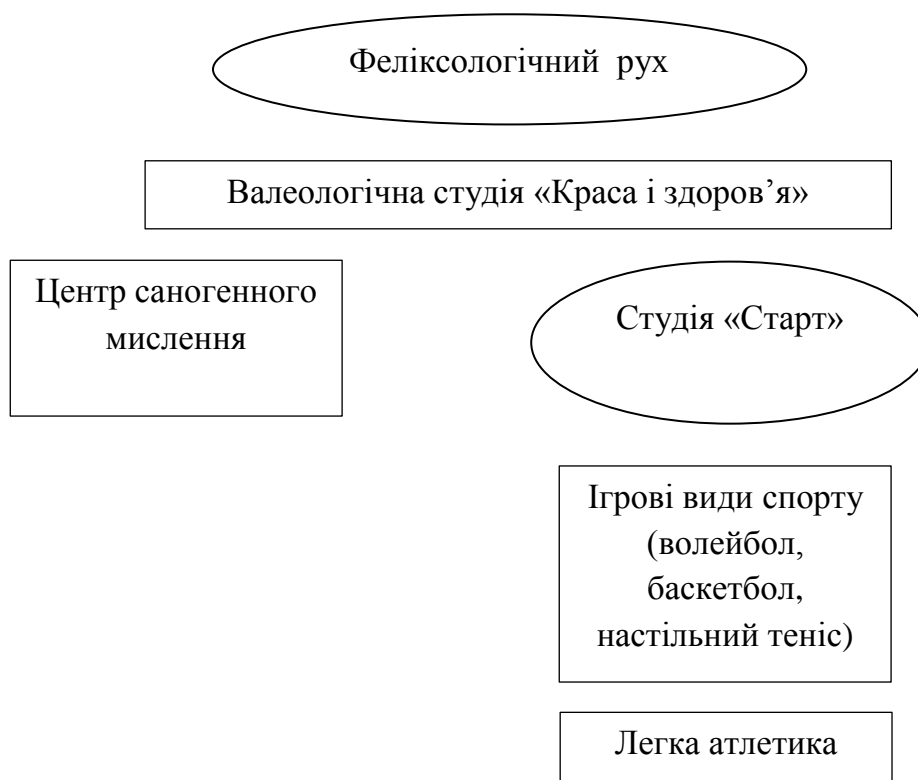 Феліксологічний рух
Валеологічна студія «Краса і здоров’я»
Центр саногенного
мислення
Студія «Старт»
Ігрові види спорту
(волейбол,
баскетбол,
настільний теніс)
Легка атлетика